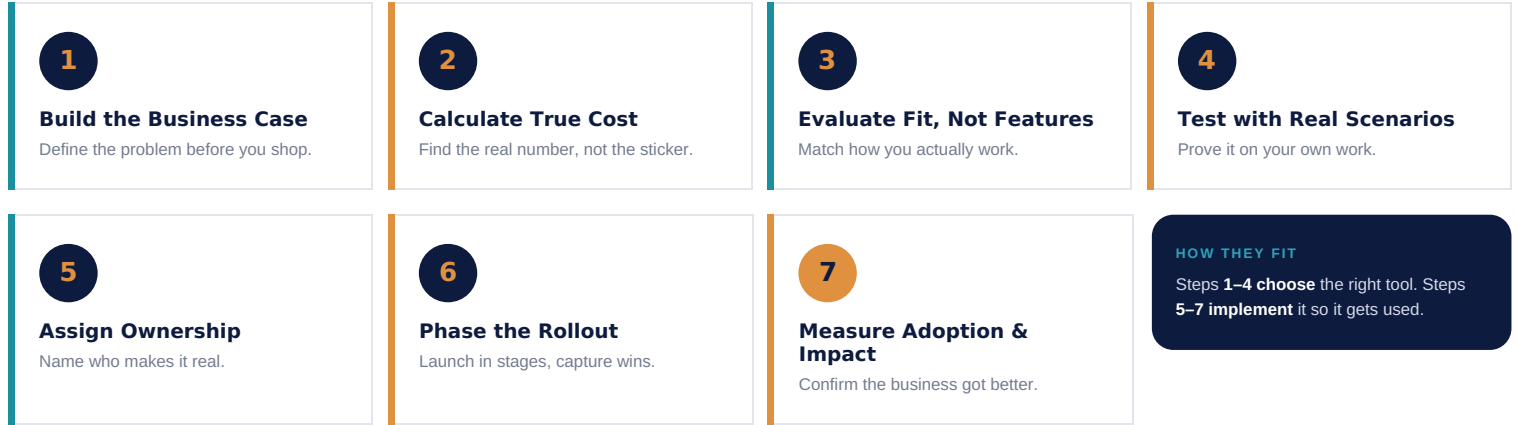 1
Build the Business Case
Define the problem before you shop.
2
Calculate True Cost
Find the real number, not the sticker.
3
Evaluate Fit, Not Features
Match how you actually work.
4
Test with Real Scenarios
Prove it on your own work.
5
Assign Ownership
Name who makes it real.
6
Phase the Rollout
Launch in stages, capture wins.
7
Measure Adoption &
Impact
Confirm the business got better.
HOW THEY FIT
Steps 1–4 choose the right tool. Steps
5–7 implement it so it gets used.